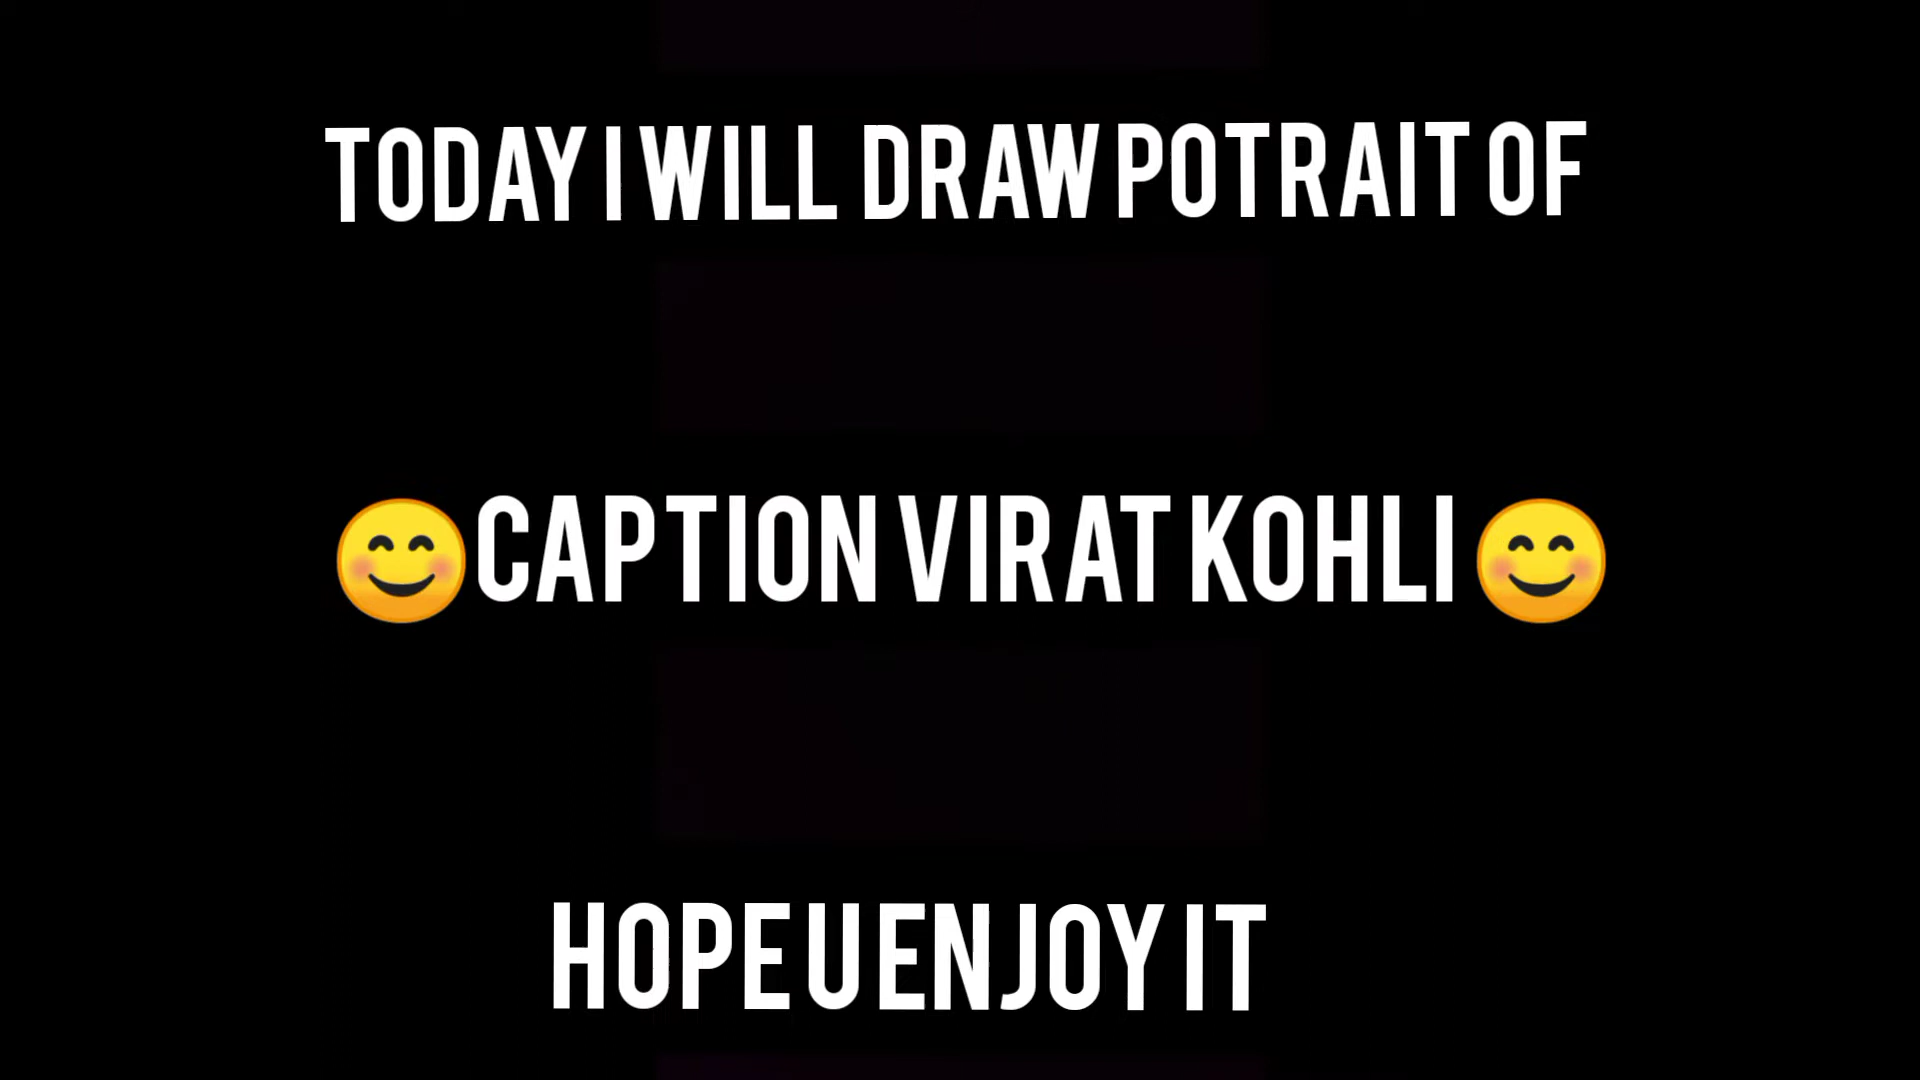 TODAY I WILL DRAW POTRAIT OF
😊CAPTION VIRAT KOHLI😊
HOPE U ENJOY IT